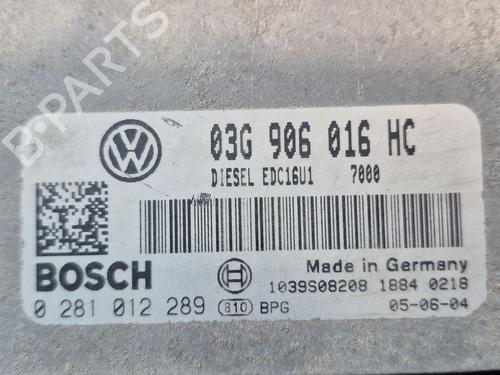 B-PARTS
03G 906 016 HC
DIESEL EDC16U1 7000
BOSCH
Made in Germany
1039S08208 1884 0218
0 281 012 289 810 BPG
05-06-04